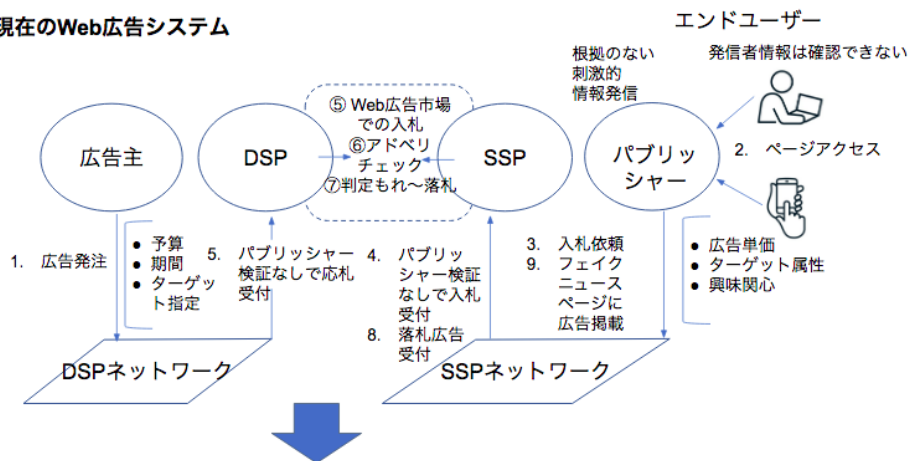 現在のWeb広告システム
エンドユーザー
根拠のない
刺激的
情報発信
発信者情報は確認できない
広告主
DSP
⑤ Web広告市場
での入札
⑥アドベリ
チェック
⑦判定もれ～落札
SSP
パブリッ
シャー
2. ページアクセス
1. 広告発注
● 予算
● 期間
● ターゲッ
ト指定
5. パブリッシャー
検証なしで応札
受付
4. パブリッ
シャー検証
なしで入札
受付
8. 落札広告
受付
3. 入札依頼
9. フェイク
ニュース
ページに
広告掲載
● 広告単価
● ターゲット属性
● 興味関心
DSPネットワーク
SSPネットワーク